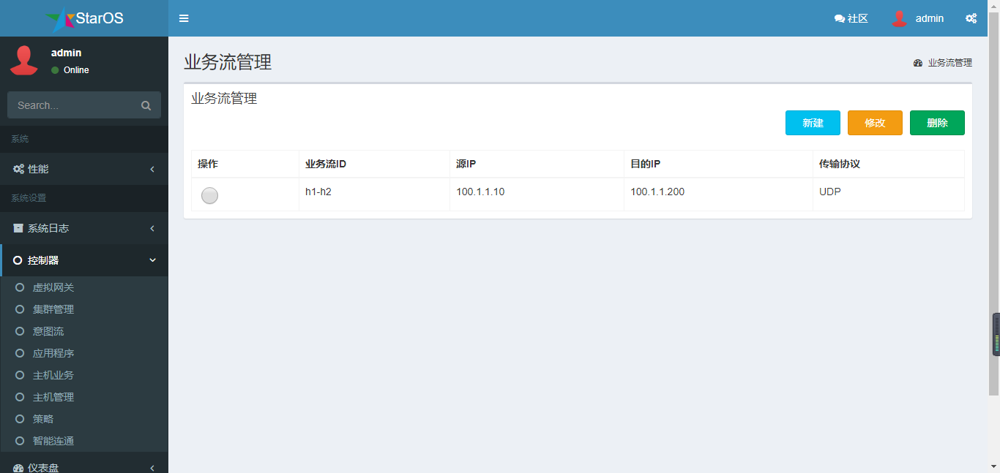 StarOS
社区
admin
admin
Online
Search...
系统
性能
系统设置
系统日志
控制器
虚拟网关
集群管理
意图流
应用程序
主机业务
主机管理
策略
智能连通
仪表盘
业务流管理
业务流管理
业务流管理
新建 修改 删除
操作 业务流ID 源IP 目的IP 传输协议
h1-h2 100.1.1.10 100.1.1.200 UDP